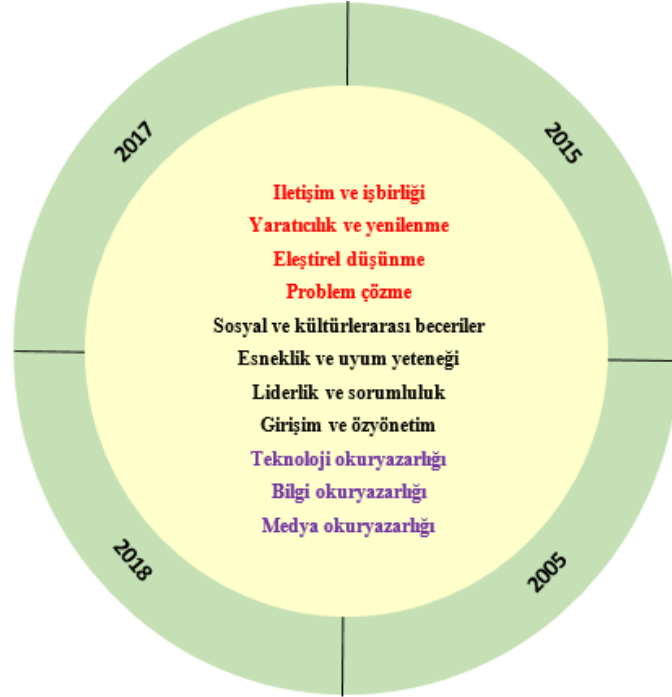 2017
2015
Iletişim ve işbirliği
Yaratıcılık ve yenilenme
Eleştirel düşünme
Problem çözme
Sosyal ve kültürlerarası beceriler
Esneklik ve uyum yeteneği
Liderlik ve sorumluluk
Girişim ve özyönetim
Teknoloji okuryazarlığı
Bilgi okuryazarlığı
Medya okuryazarlığı
2018
2005